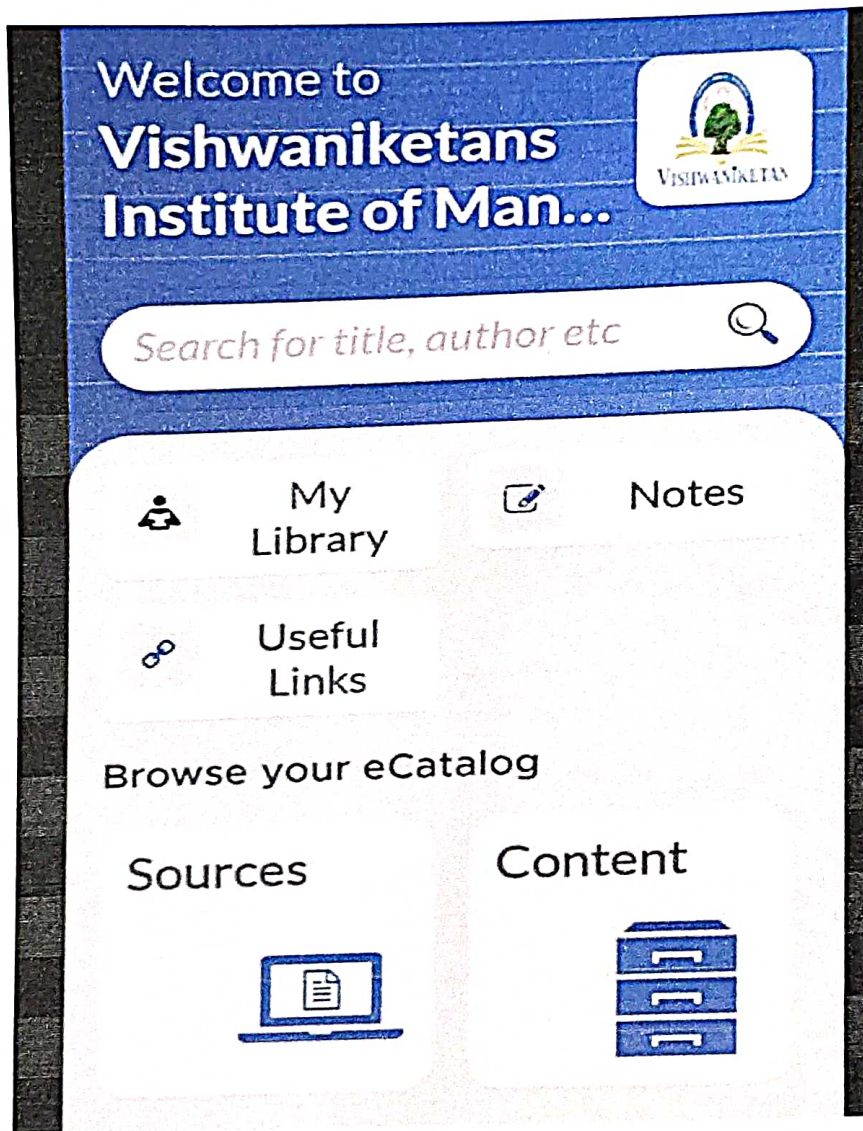 Welcome to
Vishwaniketans
Institute of Man...
VISHWANIKETAN
Search for title, author etc
My
Library
Notes
Useful
Links
Browse your eCatalog
Sources
Content